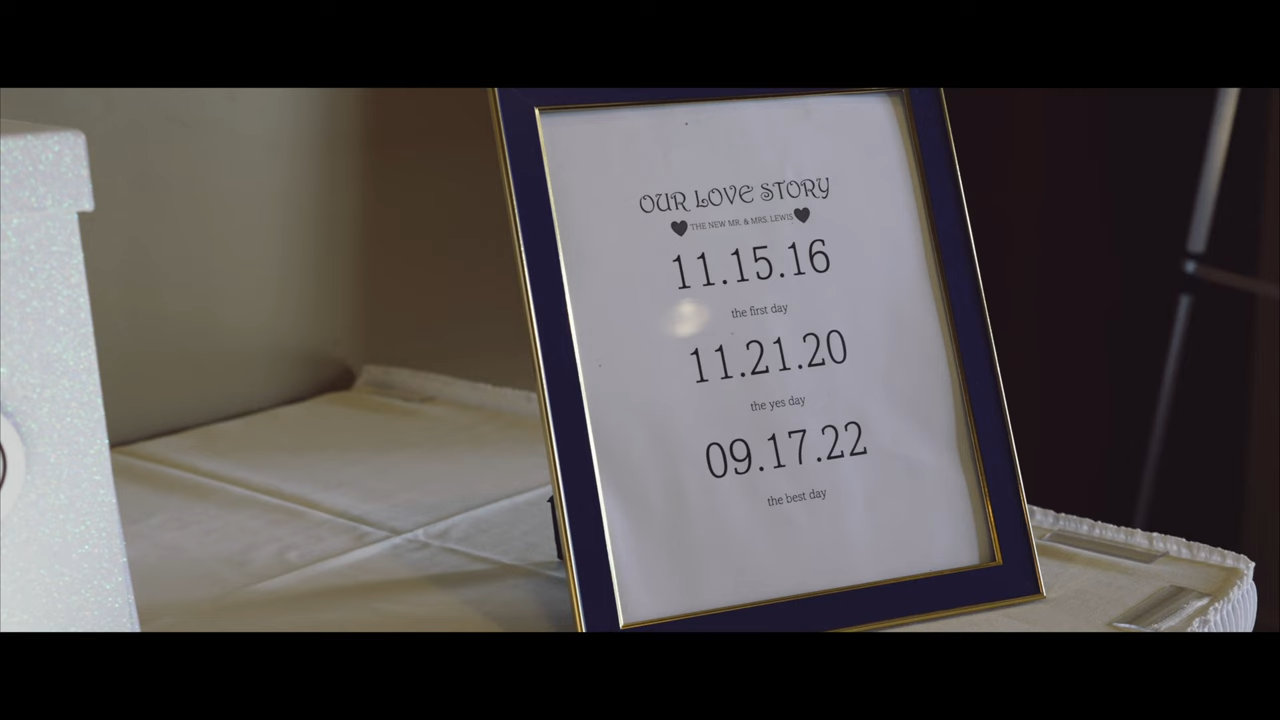 OUR LOVE STORY
THE NEW MR. & MRS. LEWIS
11.15.16
the first day
11.21.20
the yes day
09.17.22
the best day